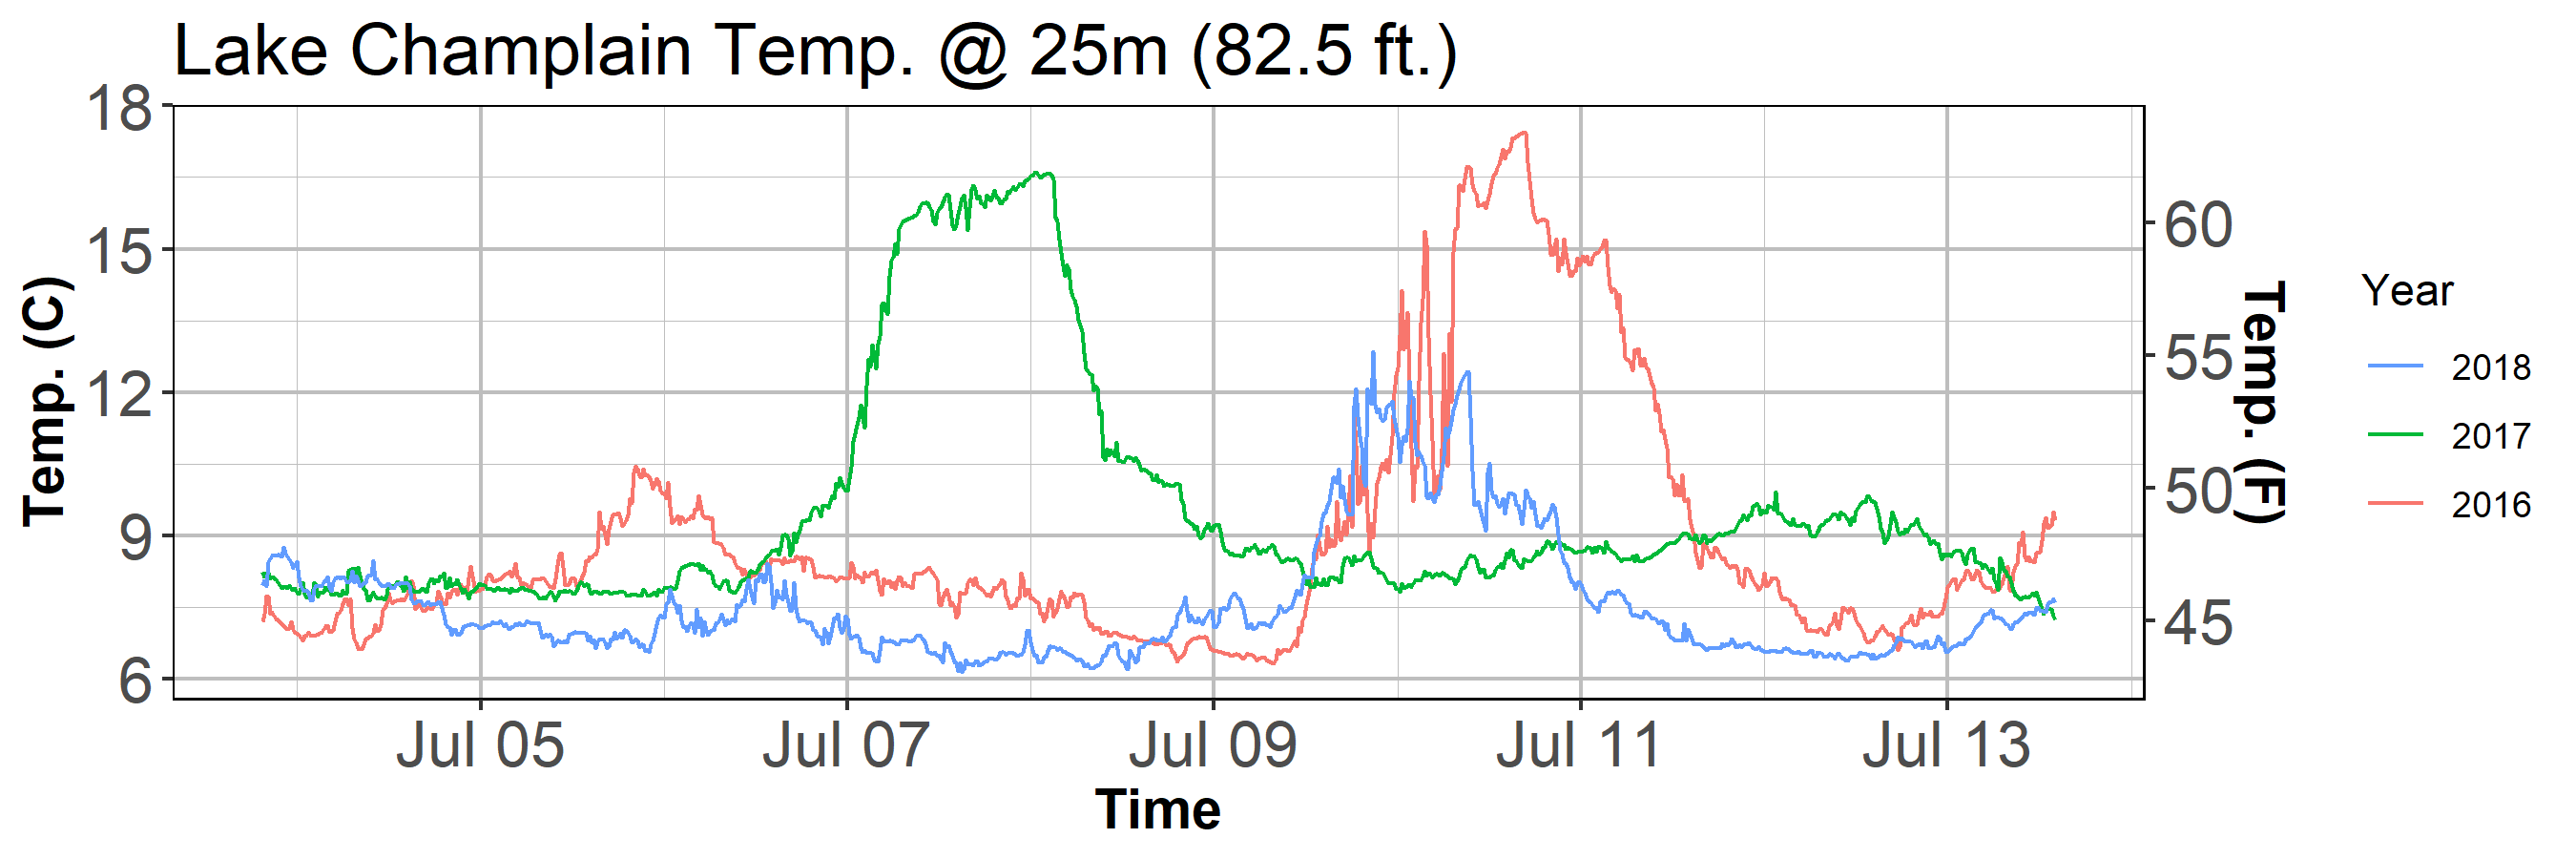 Lake Champlain Temp. @ 25m (82.5 ft.)
Temp. (C)
18
15
12
9
6
60
55
50
45
Temp. (F)
Jul 05
Jul 07
Jul 09
Jul 11
Jul 13
Time
Year
2018
2017
2016